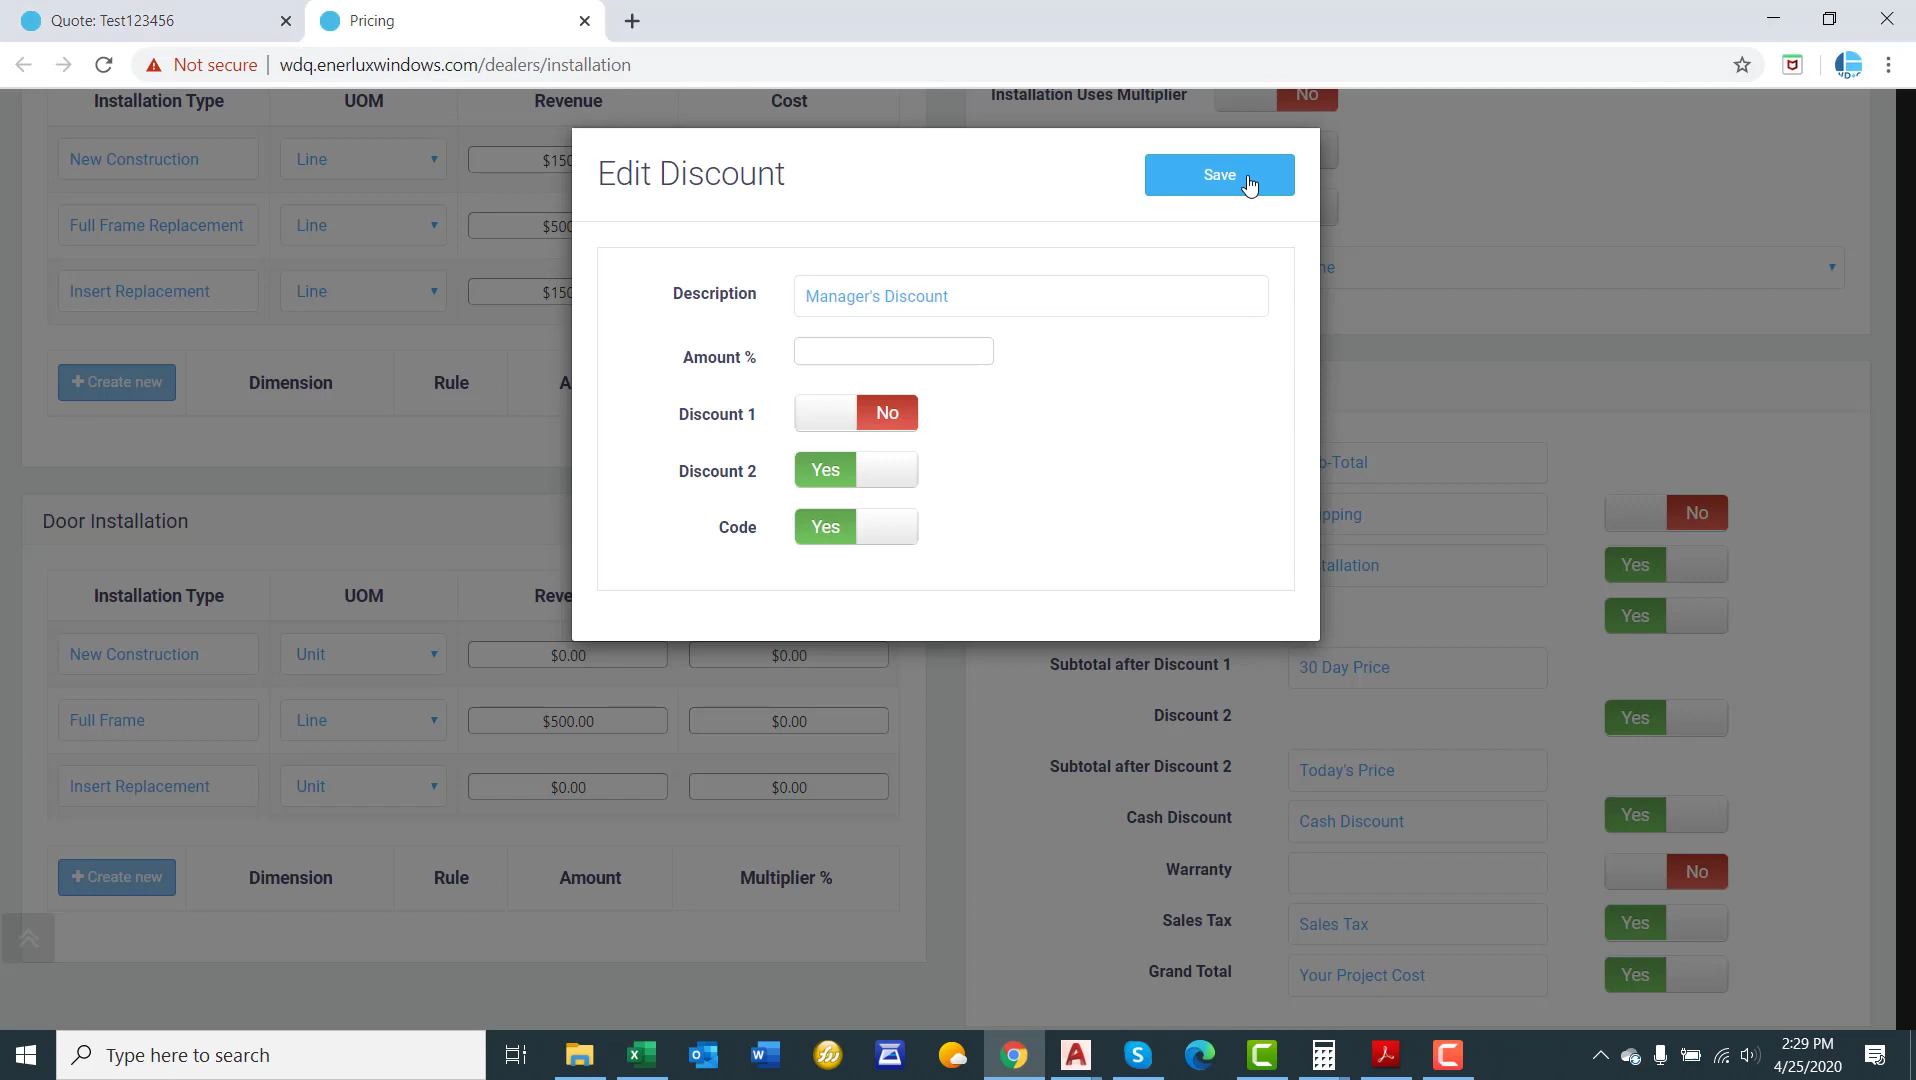 Quote: Test123456
Pricing
Not secure
wdq.enerluxwindows.com/dealers/installation
Installation Type
UOM
Revenue
Cost
Installation Uses Multiplier
No
New Construction
Line
$150
Full Frame Replacement
Line
$500
Insert Replacement
Line
$150
Create new
Dimension
Rule
A
Edit Discount
Save
Description
Manager's Discount
Amount %
Discount 1
No
Discount 2
Yes
Code
Yes
ne
b-Total
pping
No
tallation
Yes
Yes
Subtotal after Discount 1
30 Day Price
Discount 2
Yes
Subtotal after Discount 2
Today's Price
Cash Discount
Cash Discount
Yes
Warranty
No
Sales Tax
Sales Tax
Yes
Grand Total
Your Project Cost
Yes
Door Installation
Installation Type
UOM
Reve
New Construction
Unit
$0.00
$0.00
Full Frame
Line
$500.00
$0.00
Insert Replacement
Unit
$0.00
$0.00
Create new
Dimension
Rule
Amount
Multiplier %
Type here to search
2:29 PM
4/25/2020